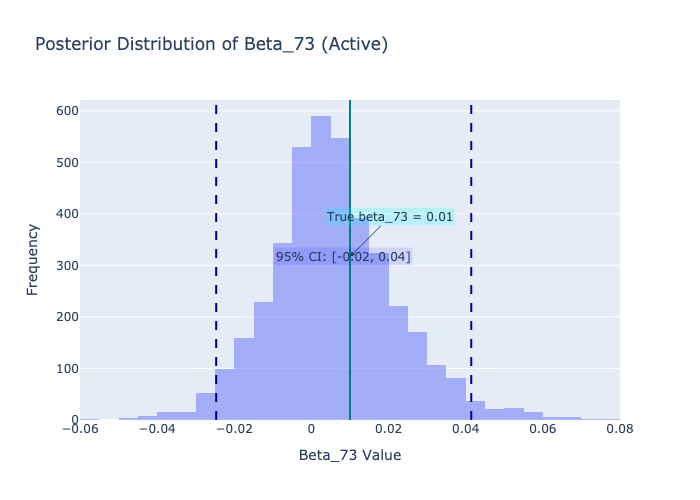 Posterior Distribution of Beta_73 (Active)
600
500
400
300
200
100
0
Frequency
True beta_73 = 0.01
95% CI: [-0.02, 0.04]
−0.06 −0.04 −0.02 0 0.02 0.04 0.06 0.08
Beta_73 Value